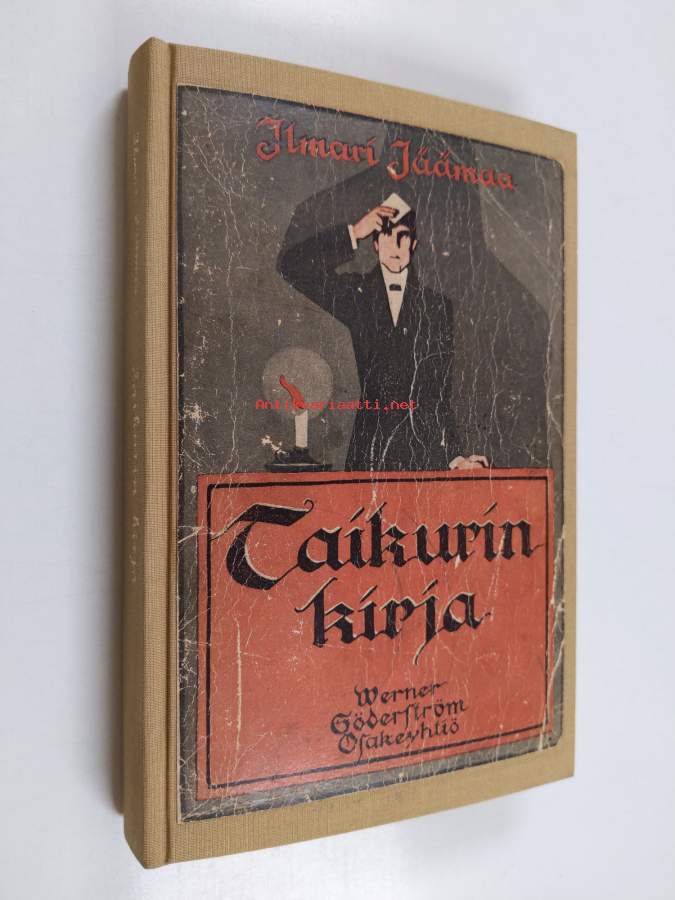 Ilmari Jäämaa
Antikvariaatti.net
Taikurin
kirja
Werner
Söderström
Osakeyhtiö